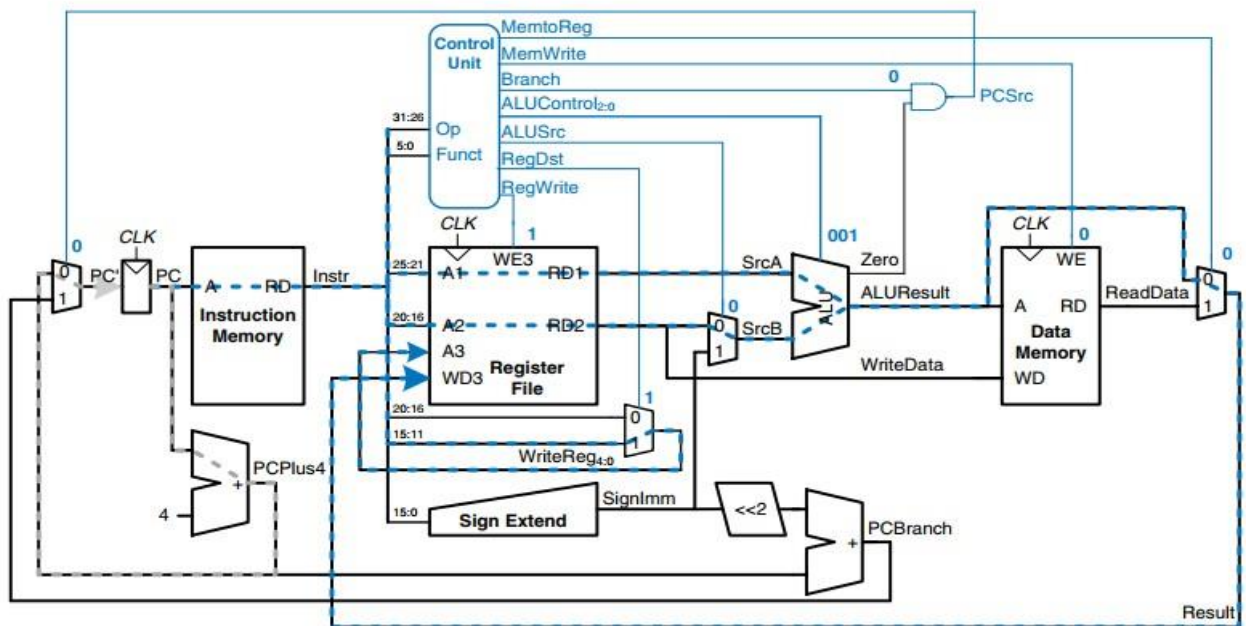 MemtoReg
0
0
Control
Unit
MemWrite
Branch
0
PCSrc
ALUControl2:0
31:26
Op
ALUSrc
5:0
Funct
RegDst
RegWrite
CLK
CLK
1
001
CLK
0
0
0
WE3
Zero
WE
0
PC'
PC
A
RD
Instr
25:21
A1
RD1
SrcA
ALU
ALUResult
A
RD
ReadData
0
1
1
Instruction
Memory
20:16
A2
RD2
0
0
SrcB
1
Data
Memory
A3
WD3
Register
File
WriteData
WD
1
20:16
0
15:11
1
WriteReg4:0
PCPlus4
+
4
SignImm
15:0
Sign Extend
<<2
+
PCBranch
Result